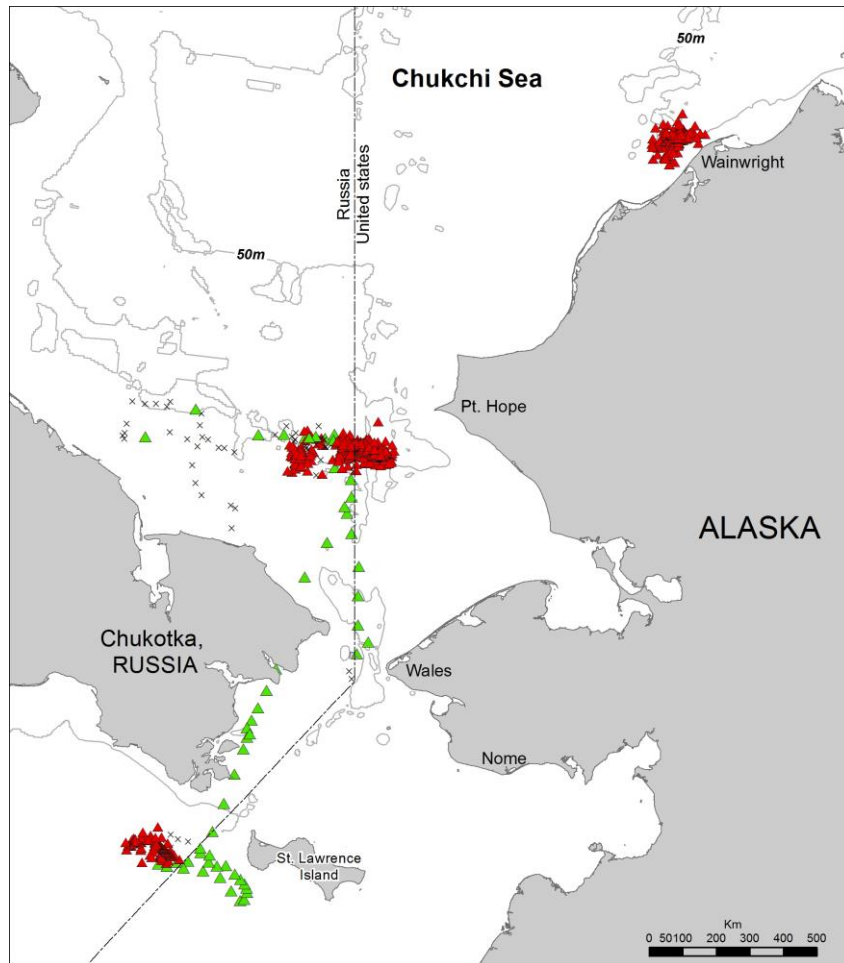 50m
Chukchi Sea
Wainwright
Russia
United states
50m
Pt. Hope
ALASKA
Chukotka,
RUSSIA
Wales
Nome
St. Lawrence
Island
Km
0 50100 200 300 400 500